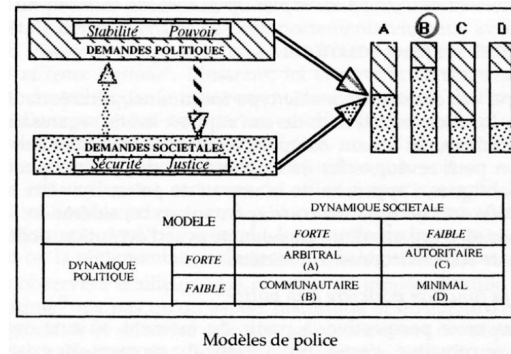 Stabilité Pouvoir
DEMANDES POLITIQUES
DEMANDES SOCIETALES
Sécurité Justice
A B C D
MODELES
DYNAMIQUE SOCIETALE
FORTE FAIBLE
DYNAMIQUE POLITIQUE
FORTE
ARBITRAL (A)
AUTORITAIRE (C)
FAIBLE
COMMUNAUTAIRE (B)
MINIMAL (D)
Modèles de police